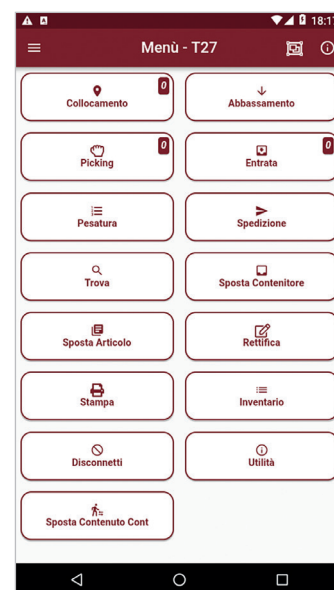 18:17
Menù - T27
0
Collocamento
Abbassamento
0
Picking
0
Entrata
Pesatura
Spedizione
Trova
Sposta Contenitore
Sposta Articolo
Rettifica
Stampa
Inventario
Disconnetti
Utilità
Sposta Contenuto Cont